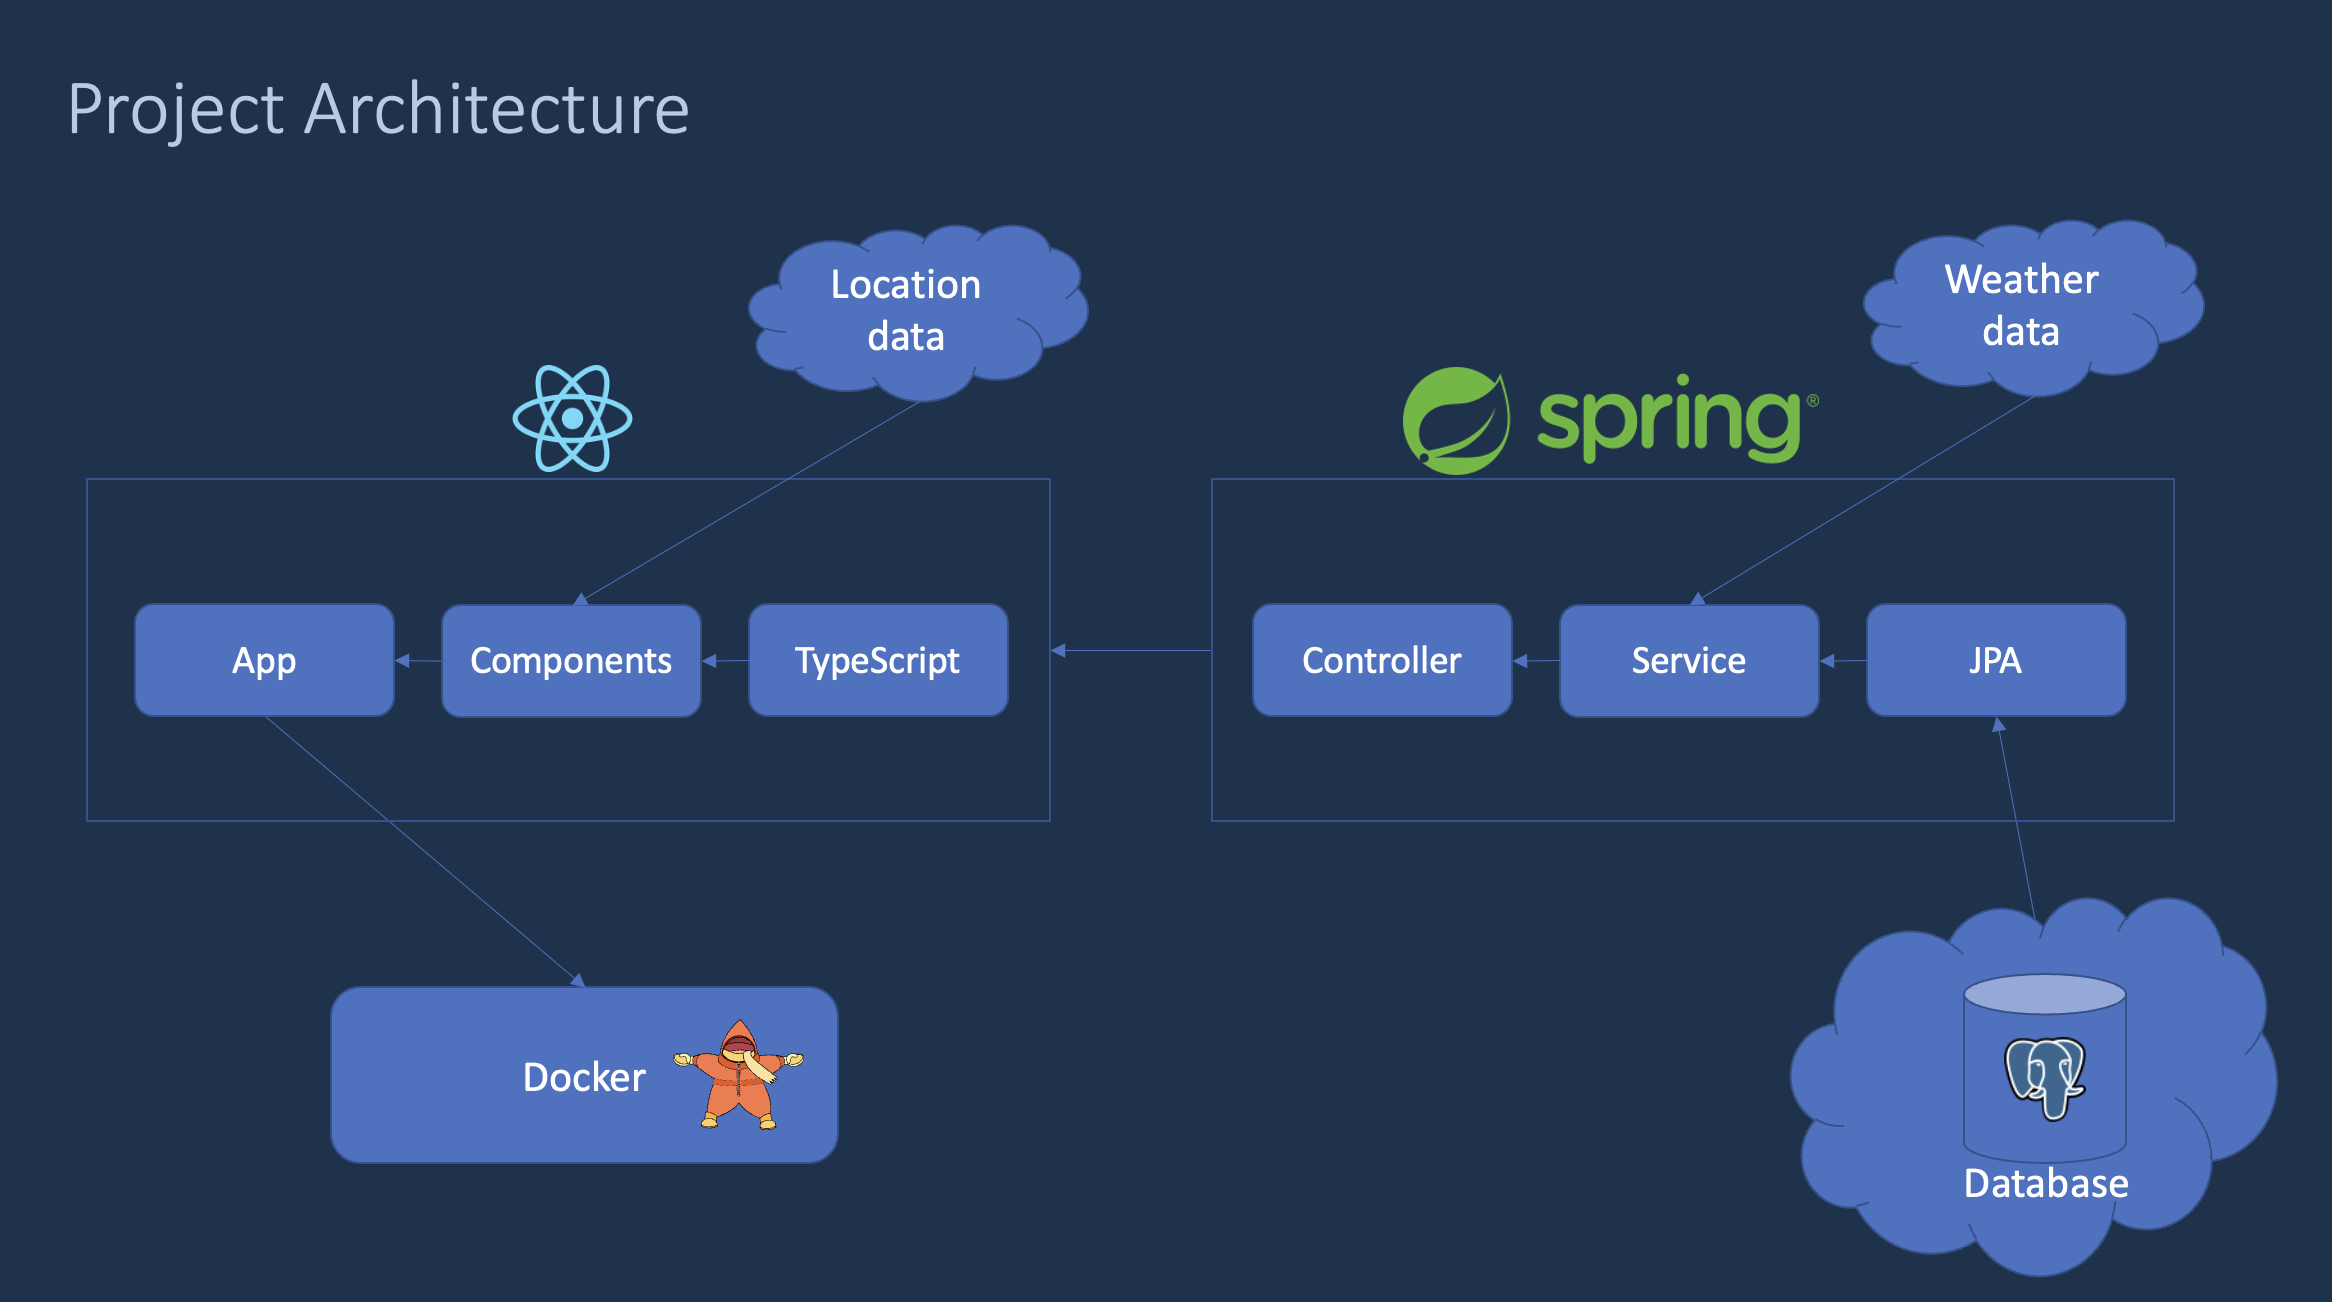 Project Architecture
Location
data
Weather
data
spring®
App
Components
TypeScript
Controller
Service
JPA
Docker
Database